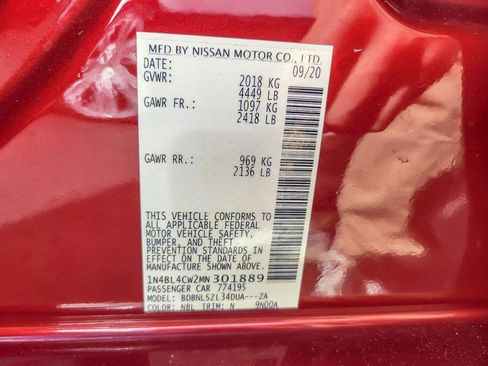 MFD BY NISSAN MOTOR CO., LTD.
DATE: 09/20
GVWR: 2018 KG
4449 LB
GAWR FR.: 1097 KG
2418 LB
GAWR RR.: 969 KG
2136 LB
THIS VEHICLE CONFORMS TO
ALL APPLICABLE FEDERAL
MOTOR VEHICLE SAFETY,
BUMPER, AND THEFT
PREVENTION STANDARDS IN
EFFECT ON THE DATE OF
MANUFACTURE SHOWN ABOVE.
1N4BL4CW2MN301889
PASSENGER CAR 774195
MODEL: BDBNLSZL34DUA---ZA
COLOR: NBL TRIM: N 9N00A